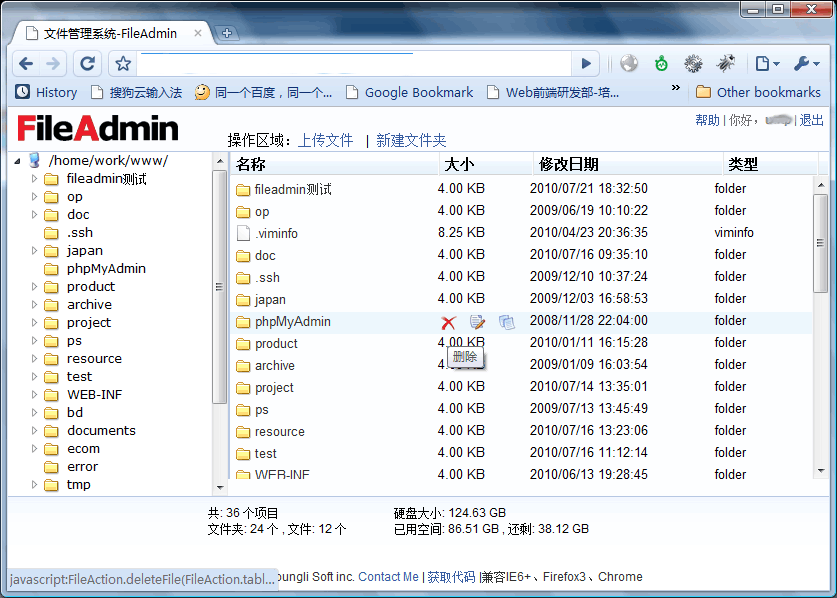 文件管理系统-FileAdmin
History 搜狗云输入法 同一个百度，同一个... Google Bookmark Web前端研发部-培... » Other bookmarks
FileAdmin
帮助 | 你好， | 退出
操作区域： 上传文件 | 新建文件夹
/home/work/www/
fileadmin测试
op
doc
.ssh
japan
phpMyAdmin
product
archive
project
ps
resource
test
WEB-INF
bd
documents
ecom
error
tmp
名称 大小 修改日期 类型
fileadmin测试 4.00 KB 2010/07/21 18:32:50 folder
op 4.00 KB 2009/06/19 10:10:22 folder
.viminfo 8.25 KB 2010/04/23 20:36:35 viminfo
doc 4.00 KB 2010/07/16 09:35:10 folder
.ssh 4.00 KB 2009/12/10 10:37:24 folder
japan 4.00 KB 2009/12/03 16:58:53 folder
phpMyAdmin 2008/11/28 22:04:00 folder
product 4.00 KB 2010/01/11 16:15:28 folder
删除
archive 4.00 KB 2009/01/09 16:03:54 folder
project 4.00 KB 2010/07/14 13:35:01 folder
ps 4.00 KB 2009/07/13 13:45:49 folder
resource 4.00 KB 2010/07/16 13:23:06 folder
test 4.00 KB 2010/07/16 11:12:14 folder
WEB-INF 4.00 KB 2010/06/13 19:28:45 folder
共: 36 个项目 硬盘大小: 124.63 GB
文件夹: 24 个 , 文件: 12 个 已用空间: 86.51 GB , 还剩: 38.12 GB
javascript:FileAction.deleteFile(FileAction.tabl... oungli Soft inc. Contact Me | 获取代码 |兼容IE6+、Firefox3、Chrome